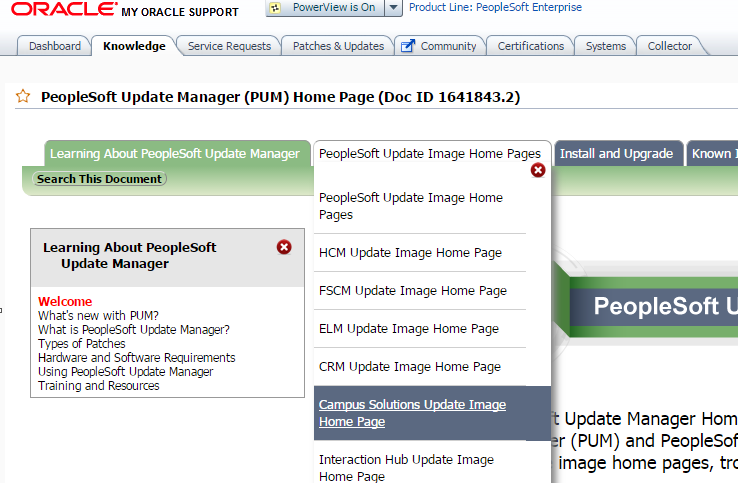 ORACLE MY ORACLE SUPPORT
PowerView is On
Product Line: PeopleSoft Enterprise
Dashboard
Knowledge
Service Requests
Patches & Updates
Community
Certifications
Systems
Collector
PeopleSoft Update Manager (PUM) Home Page (Doc ID 1641843.2)
Learning About PeopleSoft Update Manager
PeopleSoft Update Image Home Pages
Install and Upgrade
Known
Search This Document
Learning About PeopleSoft
Update Manager
Welcome
What's new with PUM?
What is PeopleSoft Update Manager?
Types of Patches
Hardware and Software Requirements
Using PeopleSoft Update Manager
Training and Resources
PeopleSoft Update Image Home
Pages
HCM Update Image Home Page
FSCM Update Image Home Page
ELM Update Image Home Page
CRM Update Image Home Page
Campus Solutions Update Image
Home Page
Interaction Hub Update Image
Home Page
PeopleSoft U
t Update Manager Hom
er (PUM) and PeopleSof
image home pages, tro